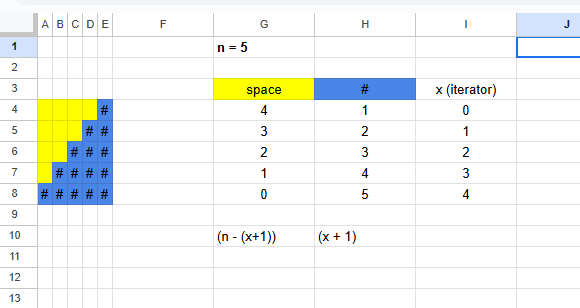 A B C D E F G H I J
1 n = 5
2
3 space # x (iterator)
4 # 4 1 0
5 # # 3 2 1
6 # # # 2 3 2
7 # # # # 1 4 3
8 # # # # # 0 5 4
9
10 (n - (x+1)) (x + 1)
11
12
13